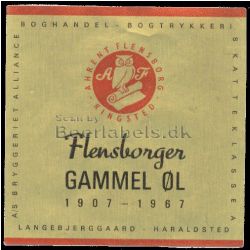 BOGHANDEL - BOGTRYKKERI
SKATTEKLASSE A
AS BRYGGERIET ALLIANCE
AHRENT FLENSBORG
A F
RINGSTED
Scan by
Beerlabels.dk
Flensborger
GAMMEL ØL
1907 - 1967
LANGEBJERGGAARD - HARALDSTED